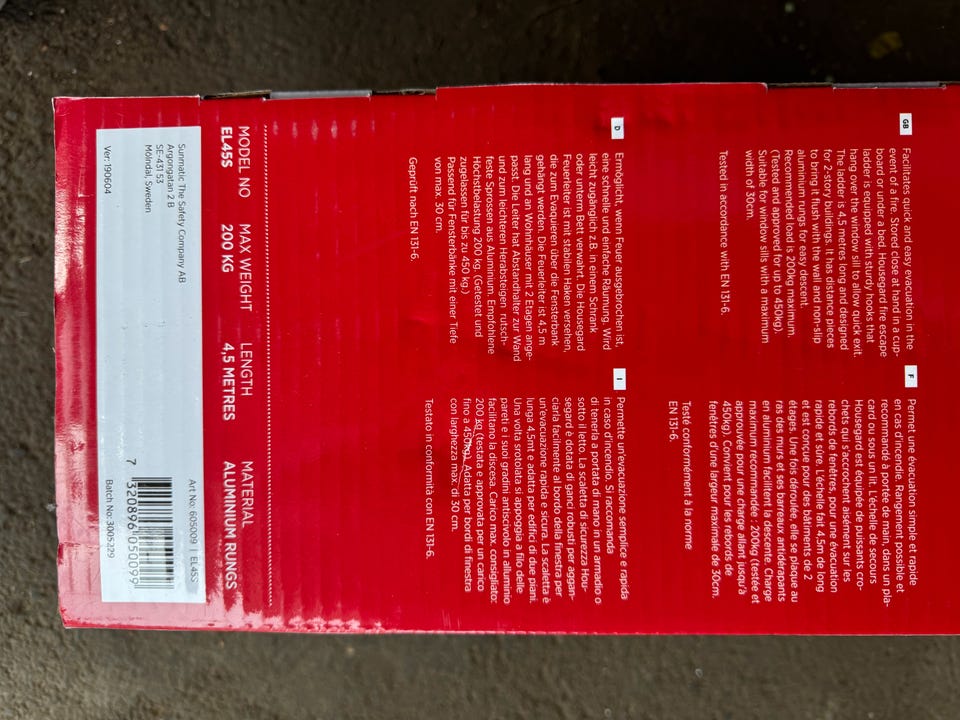 GB
Facilitates quick and easy evacuation in the
event of fire. Stored close at hand in a cup-
board or under a bed. Housegard fire escape
ladder is equipped with sturdy hooks that
hang over the window sill to allow quick exit.
The ladder is 4,5 metres long and designed
for 2-story buildings. It has distance pieces
to bring it flush with the wall and non-slip
aluminium rungs for easy descent.
Recommended load is 200kg maximum.
(Tested and approved for up to 450kg).
Suitable for window sills with a maximum
width of 30cm.
Tested in accordance with EN 131-6.
F
Permet une évacuation simple et rapide
en cas d'incendie. Rangement possible et
recommandé à portée de main, dans un pla-
card ou sous un lit. L'échelle de secours
Housegard est équipée de puissants cro-
chets qui s'accrochent aisément sur les
rebords de fenêtres, pour une évacuation
rapide et sûre. L'échelle fait 4,5m de long
et est conçue pour des bâtiments de 2
étages. Une fois déroulée, elle se plaque au
ras des murs et ses barreaux antidérapants
en aluminium facilitent la descente. Charge
maximum recommandée : 200kg (testée et
approuvée pour une charge allant jusqu'à
450kg). Convient pour les rebords de
fenêtres d'une largeur maximale de 30cm.
Testé conformément à la norme
EN 131-6.
D
Ermöglicht, wenn Feuer ausgebrochen ist,
eine schnelle und einfache Räumung. Wird
leicht zugänglich z.B. in einem Schrank
oder unterm Bett verwahrt. Die Housegard
Feuerleiter ist mit stabilen Haken versehen,
die zum Evaquieren über die Fensterbank
gehängt werden. Die Feuerleiter ist 4,5 m
lang und an Wohnhäuser mit 2 Etagen ange-
passt. Die Leiter hat Abstandhalter zur Wand
und zum leichteren Herabsteigen rutsch-
feste Sprossen aus Aluminium. Empfohlene
Höchstbelastung 200 kg. (Getestet und
zugelassen für bis zu 450 kg.)
Passend für Fensterbänke mit einer Tiefe
von max. 30 cm.
Geprüft nach EN 131-6.
I
Permette un'evacuazione semplice e rapida
in caso d'incendio. Si raccomanda
di tenerla a portata di mano in un armadio o
sotto il letto. La scaletta di sicurezza Hou-
segard è dotata di ganci robusti per aggan-
ciarla facilmente al bordo della finestra per
un'evacuazione rapida e sicura. La scaletta è
lunga 4,5mt e adatta per edifici di due piani.
Una volta srotolata si appoggia a filo delle
pareti e i suoi gradini antiscivolo in alluminio
facilitano la discesa. Carico max. consigliato:
200 kg (testata e approvata per un carico
fino a 450kg). Adatta per bordi di finestra
con larghezza max. di 30 cm.
Testato in conformità con EN 131-6.
MODEL NO MAX WEIGHT LENGTH MATERIAL
EL45S 200 KG 4,5 METRES ALUMINIUM RUNGS
Sunmatic The Safety Company AB
Argongatan 2 B
SE-431 53
Mölndal, Sweden
Ver: 190604
Art No: 605009 | EL45S
7 320896 050099
Batch No: 3005229